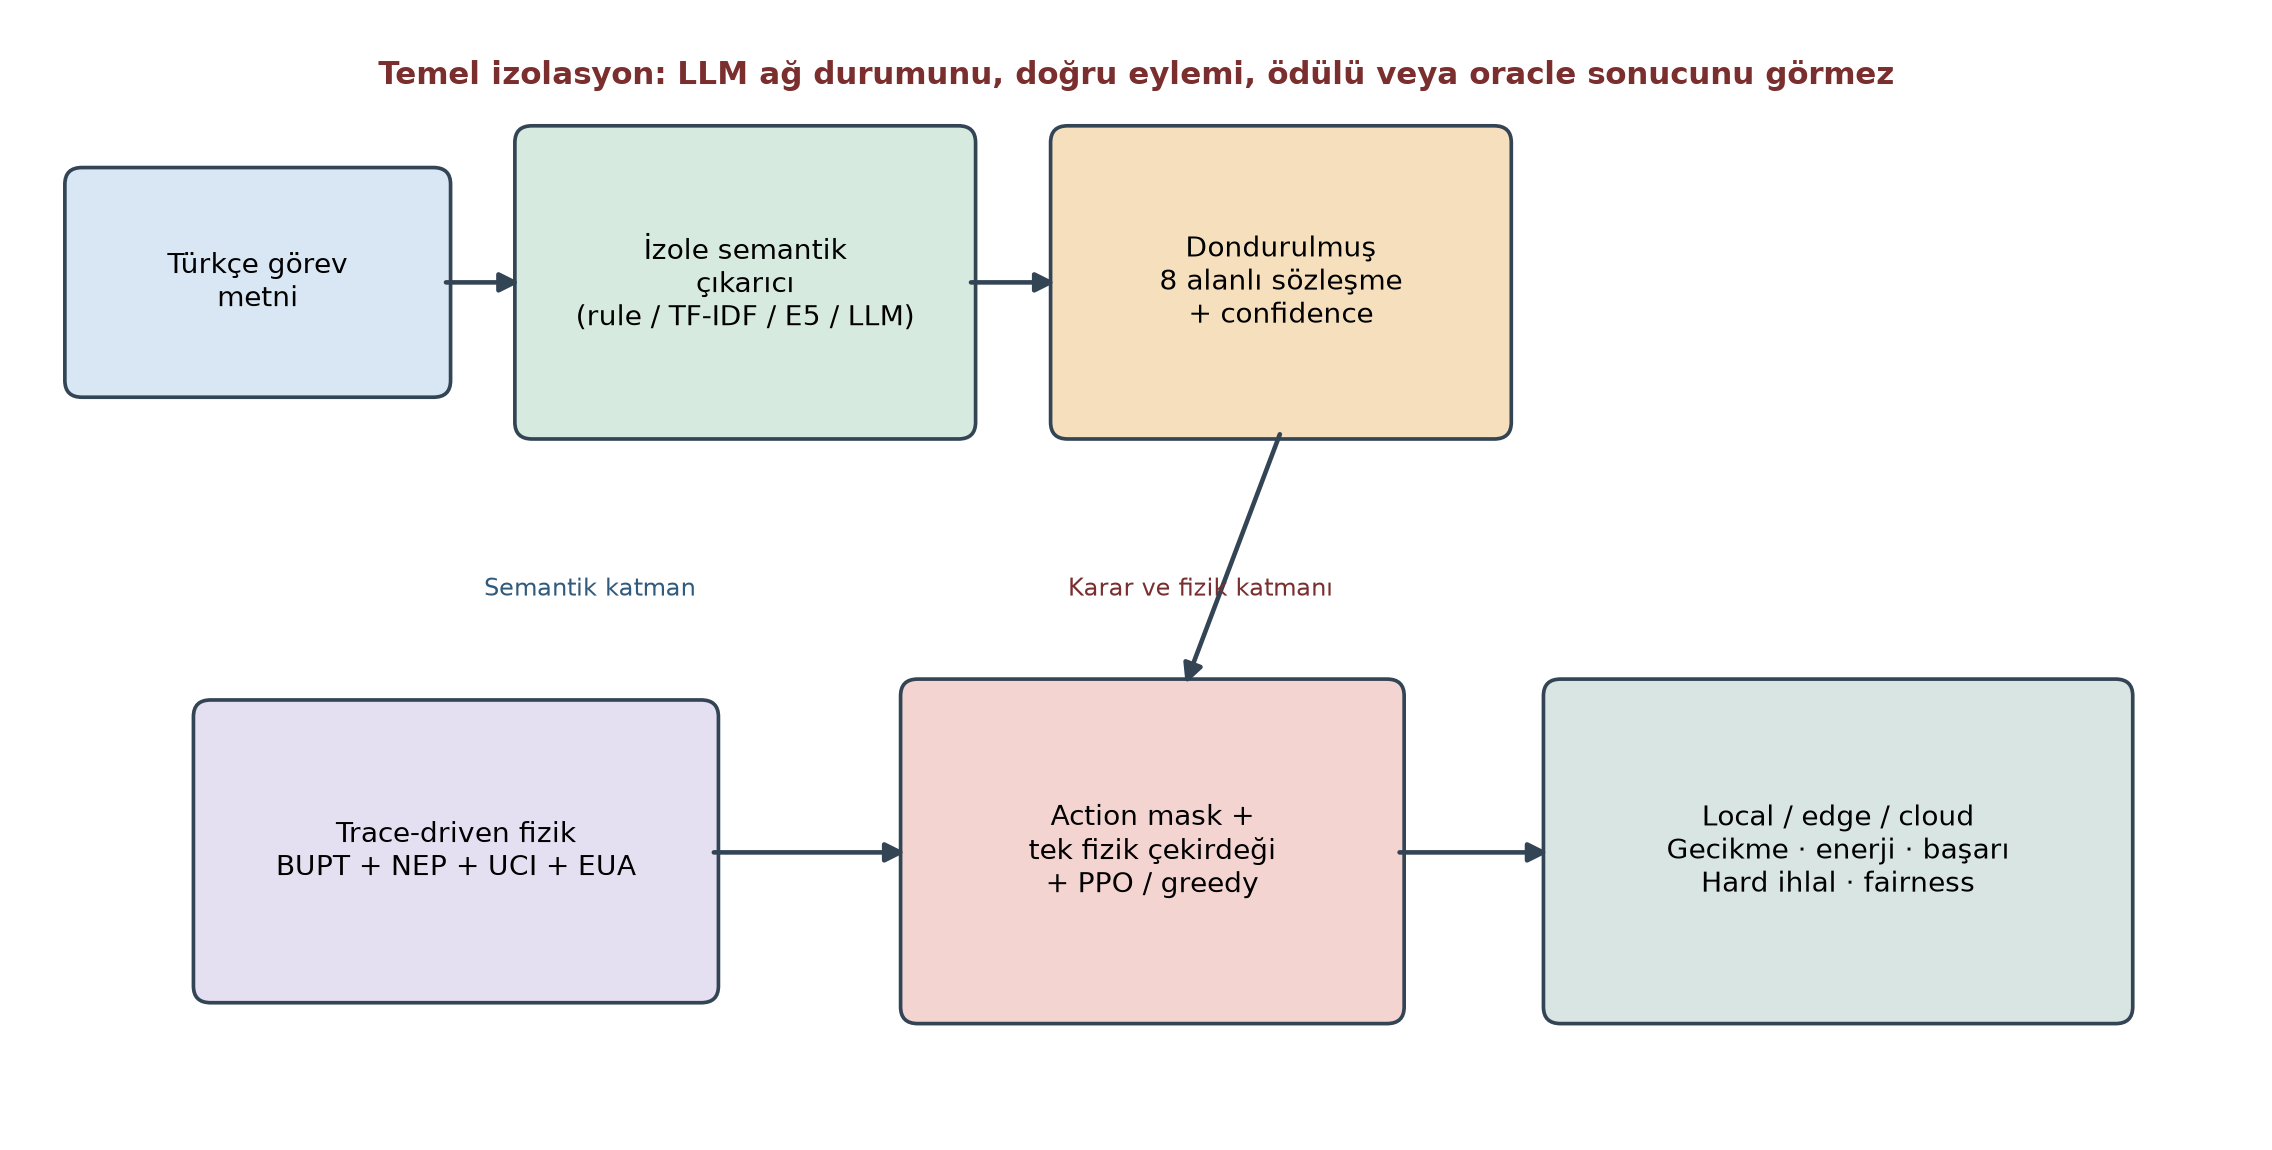 Temel izolasyon: LLM ağ durumunu, doğru eylemi, ödülü veya oracle sonucunu görmez
Türkçe görev
metni
İzole semantik
çıkarıcı
(rule / TF-IDF / E5 / LLM)
Dondurulmuş
8 alanlı sözleşme
+ confidence
Semantik katman
Karar ve fizik katmanı
Trace-driven fizik
BUPT + NEP + UCI + EUA
Action mask +
tek fizik çekirdeği
+ PPO / greedy
Local / edge / cloud
Gecikme · enerji · başarı
Hard ihlal · fairness